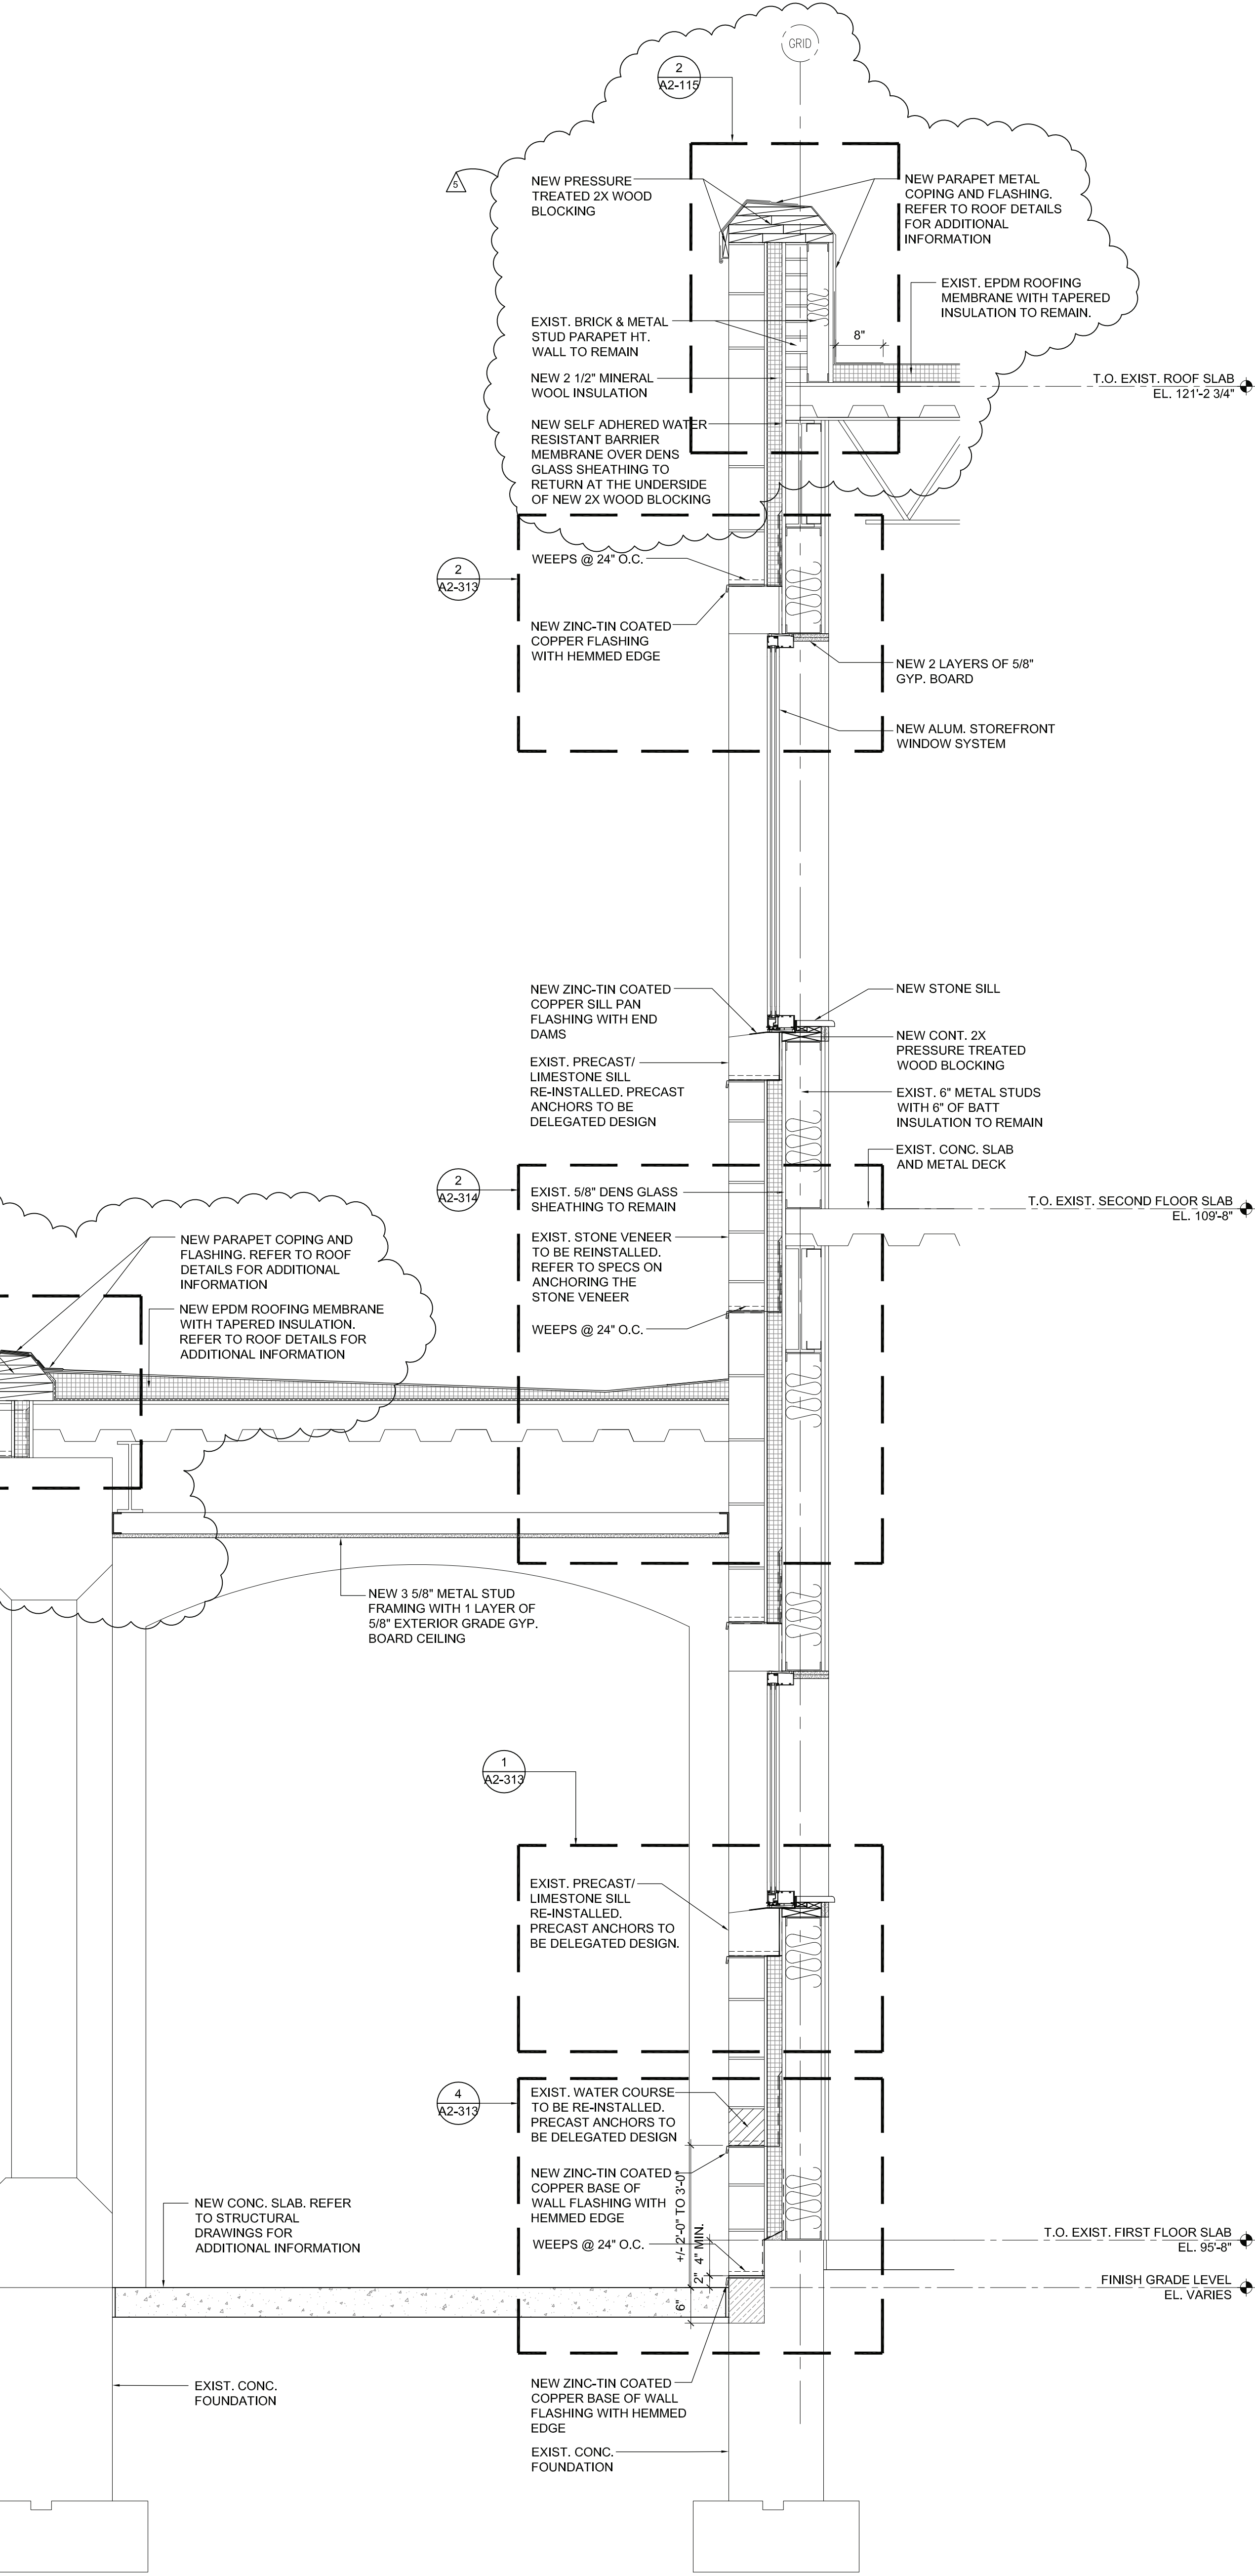 GRID
2
A2-115
5
NEW PRESSURE
TREATED 2X WOOD
BLOCKING
NEW PARAPET METAL
COPING AND FLASHING.
REFER TO ROOF DETAILS
FOR ADDITIONAL
INFORMATION
EXIST. EPDM ROOFING
MEMBRANE WITH TAPERED
INSULATION TO REMAIN.
EXIST. BRICK & METAL
STUD PARAPET HT.
WALL TO REMAIN
8"
NEW 2 1/2" MINERAL
WOOL INSULATION
T.O. EXIST. ROOF SLAB
EL. 121'-2 3/4"
NEW SELF ADHERED WATER
RESISTANT BARRIER
MEMBRANE OVER DENS
GLASS SHEATHING TO
RETURN AT THE UNDERSIDE
OF NEW 2X WOOD BLOCKING
2
A2-313
WEEPS @ 24" O.C.
NEW ZINC-TIN COATED
COPPER FLASHING
WITH HEMMED EDGE
NEW 2 LAYERS OF 5/8"
GYP. BOARD
NEW ALUM. STOREFRONT
WINDOW SYSTEM
NEW ZINC-TIN COATED
COPPER SILL PAN
FLASHING WITH END
DAMS
NEW STONE SILL
NEW CONT. 2X
PRESSURE TREATED
WOOD BLOCKING
EXIST. PRECAST/
LIMESTONE SILL
RE-INSTALLED. PRECAST
ANCHORS TO BE
DELEGATED DESIGN
EXIST. 6" METAL STUDS
WITH 6" OF BATT
INSULATION TO REMAIN
EXIST. CONC. SLAB
AND METAL DECK
2
A2-314
EXIST. 5/8" DENS GLASS
SHEATHING TO REMAIN
T.O. EXIST. SECOND FLOOR SLAB
EL. 109'-8"
EXIST. STONE VENEER
TO BE REINSTALLED.
REFER TO SPECS ON
ANCHORING THE
STONE VENEER
WEEPS @ 24" O.C.
NEW PARAPET COPING AND
FLASHING. REFER TO ROOF
DETAILS FOR ADDITIONAL
INFORMATION
NEW EPDM ROOFING MEMBRANE
WITH TAPERED INSULATION.
REFER TO ROOF DETAILS FOR
ADDITIONAL INFORMATION
NEW 3 5/8" METAL STUD
FRAMING WITH 1 LAYER OF
5/8" EXTERIOR GRADE GYP.
BOARD CEILING
1
A2-313
EXIST. PRECAST/
LIMESTONE SILL
RE-INSTALLED.
PRECAST ANCHORS TO
BE DELEGATED DESIGN.
4
A2-313
EXIST. WATER COURSE
TO BE RE-INSTALLED.
PRECAST ANCHORS TO
BE DELEGATED DESIGN
NEW ZINC-TIN COATED
COPPER BASE OF
WALL FLASHING WITH
HEMMED EDGE
WEEPS @ 24" O.C.
+/- 2'-0" TO 3'-0"
4" MIN.
2"
6"
NEW CONC. SLAB. REFER
TO STRUCTURAL
DRAWINGS FOR
ADDITIONAL INFORMATION
T.O. EXIST. FIRST FLOOR SLAB
EL. 95'-8"
FINISH GRADE LEVEL
EL. VARIES
EXIST. CONC.
FOUNDATION
NEW ZINC-TIN COATED
COPPER BASE OF WALL
FLASHING WITH HEMMED
EDGE
EXIST. CONC.
FOUNDATION